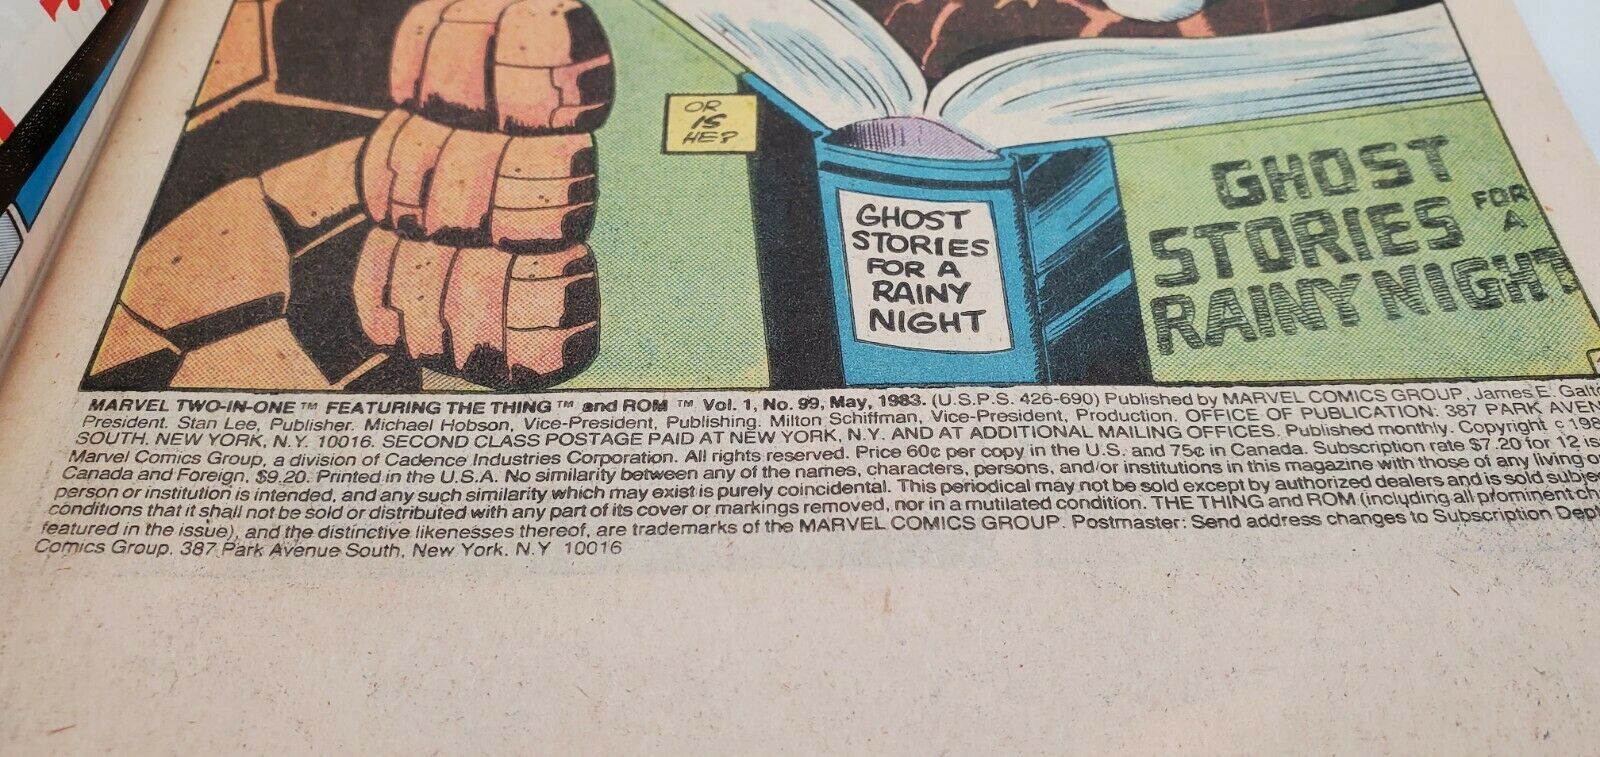 OR
IS
HE?
GHOST
STORIES
FOR A
RAINY
NIGHT
GHOST
STORIES FOR
A
RAINY NIGHT
MARVEL TWO-IN-ONE ™ FEATURING THE THING ™ and ROM ™ Vol. 1, No. 99, May, 1983. (U.S.P.S. 426-690) Published by MARVEL COMICS GROUP, James E.
President. Stan Lee, Publisher. Michael Hobson, Vice-President, Publishing. Milton Schiffman, Vice-President, Production. OFFICE OF PUBLICATION: 387 PARK
SOUTH, NEW YORK, N.Y. 10016. SECOND CLASS POSTAGE PAID AT NEW YORK, N.Y. AND AT ADDITIONAL MAILING OFFICES. Published monthly. Copyright ©
Marvel Comics Group, a division of Cadence Industries Corporation. All rights reserved. Price 60¢ per copy in the U.S. and 75¢ in Canada. Subscription rate $7.20 for 12
Canada and Foreign, $9.20. Printed in the U.S.A. No similarity between any of the names, characters, persons, and/or institutions in this magazine with those of any living
person or institution is intended, and any such similarity which may exist is purely coincidental. This periodical may not be sold except by authorized dealers and is sold
conditions that it shall not be sold or distributed with any part of its cover or markings removed, nor in a mutilated condition. THE THING and ROM (including all prominent
featured in the issue), and the distinctive likenesses thereof, are trademarks of the MARVEL COMICS GROUP. Postmaster: Send address changes to Subscription
Comics Group, 387 Park Avenue South, New York, N.Y 10016